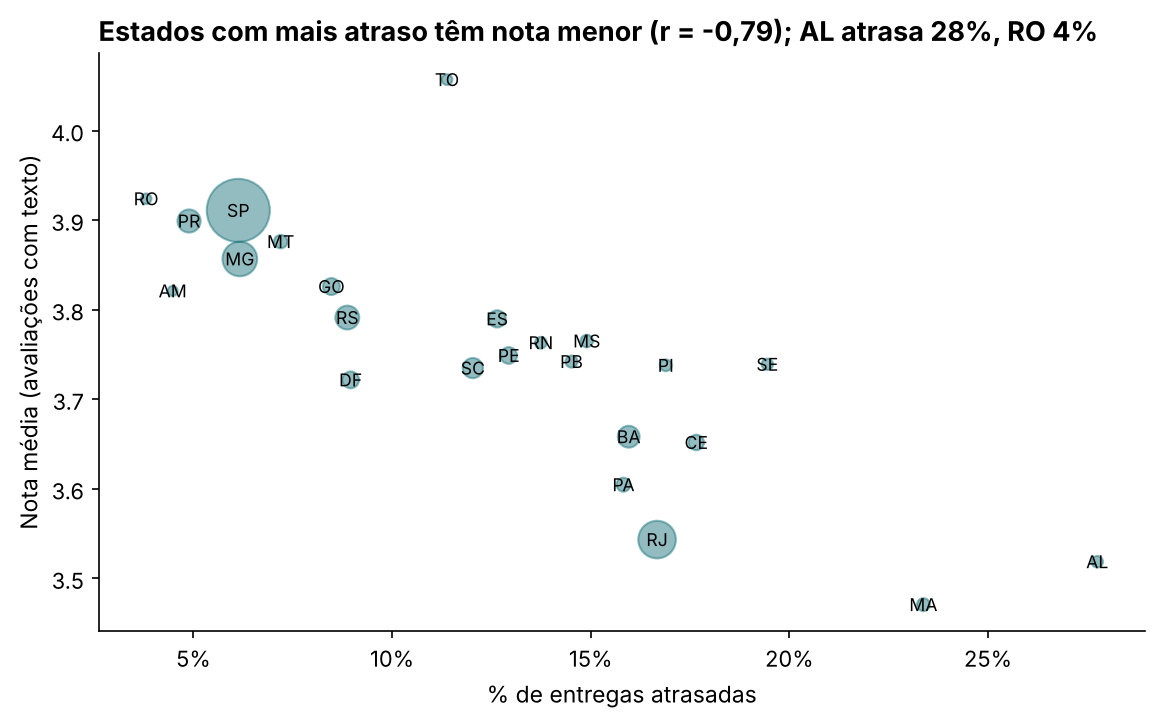 Estados com mais atraso têm nota menor (r = -0,79); AL atrasa 28%, RO 4%
TO
4.0
RO
SP
3.9
PR
MT
MG
Nota média (avaliações com texto)
AM
GO
3.8
RS
ES
RN
MS
PE
PB
SC
PI
SE
DF
3.7
BA
CE
3.6
PA
RJ
AL
3.5
MA
5%
10%
15%
20%
25%
% de entregas atrasadas